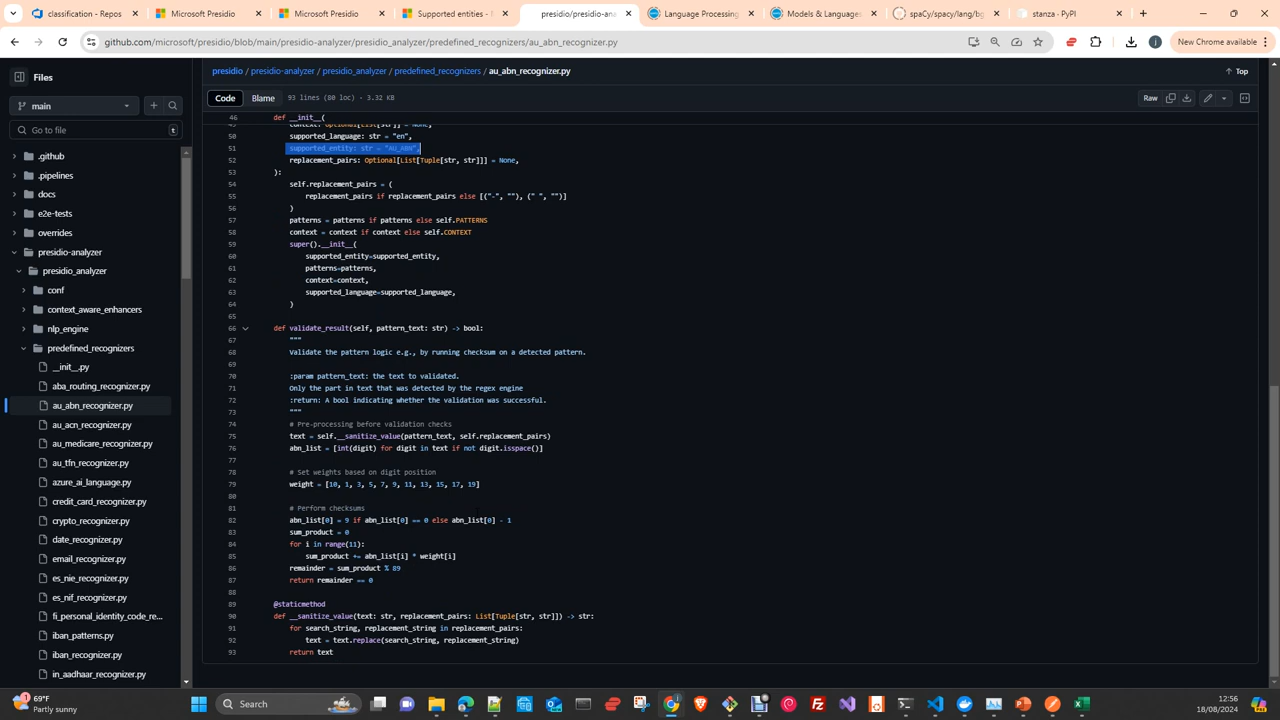 classification - Repos
Microsoft Presidio
Microsoft Presidio
Supported entities - 
presidio/presidio-ana
Language Processing
Models & Languages
spaCy/spacy/lang/bg
stanza · PyPI
github.com/microsoft/presidio/blob/main/presidio-analyzer/presidio_analyzer/predefined_recognizers/au_abn_recognizer.py
New Chrome available
Files
main
Go to file
t
.github
.pipelines
docs
e2e-tests
overrides
presidio-analyzer
presidio_analyzer
conf
context_aware_enhancers
nlp_engine
predefined_recognizers
__init__.py
aba_routing_recognizer.py
au_abn_recognizer.py
au_acn_recognizer.py
au_medicare_recognizer.py
au_tfn_recognizer.py
azure_ai_language.py
credit_card_recognizer.py
crypto_recognizer.py
date_recognizer.py
email_recognizer.py
es_nie_recognizer.py
es_nif_recognizer.py
fi_personal_identity_code_re...
iban_patterns.py
iban_recognizer.py
in_aadhaar_recognizer.py
presidio / presidio-analyzer / presidio_analyzer / predefined_recognizers / au_abn_recognizer.py
Top
Code Blame 93 lines (80 loc) · 3.32 KB
Raw
46 def __init__(
context: Optional[List[str]] = None,
50 supported_language: str = "en",
51 supported_entity: str = "AU_ABN",
52 replacement_pairs: Optional[List[Tuple[str, str]]] = None,
53 ):
54 self.replacement_pairs = (
55 replacement_pairs if replacement_pairs else [("-", ""), (" ", "")]
56 )
57 patterns = patterns if patterns else self.PATTERNS
58 context = context if context else self.CONTEXT
59 super().__init__(
60 supported_entity=supported_entity,
61 patterns=patterns,
62 context=context,
63 supported_language=supported_language,
64 )
65
66 def validate_result(self, pattern_text: str) -> bool:
67 """
68 Validate the pattern logic e.g., by running checksum on a detected pattern.
69
70 :param pattern_text: the text to validated.
71 Only the part in text that was detected by the regex engine
72 :return: A bool indicating whether the validation was successful.
73 """
74 # Pre-processing before validation checks
75 text = self.__sanitize_value(pattern_text, self.replacement_pairs)
76 abn_list = [int(digit) for digit in text if not digit.isspace()]
77
78 # Set weights based on digit position
79 weight = [10, 1, 3, 5, 7, 9, 11, 13, 15, 17, 19]
80
81 # Perform checksums
82 abn_list[0] = 9 if abn_list[0] == 0 else abn_list[0] - 1
83 sum_product = 0
84 for i in range(11):
85 sum_product += abn_list[i] * weight[i]
86 remainder = sum_product % 89
87 return remainder == 0
88
89 @staticmethod
90 def __sanitize_value(text: str, replacement_pairs: List[Tuple[str, str]]) -> str:
91 for search_string, replacement_string in replacement_pairs:
92 text = text.replace(search_string, replacement_string)
93 return text
69°F
Partly sunny
Search
12:56
18/08/2024